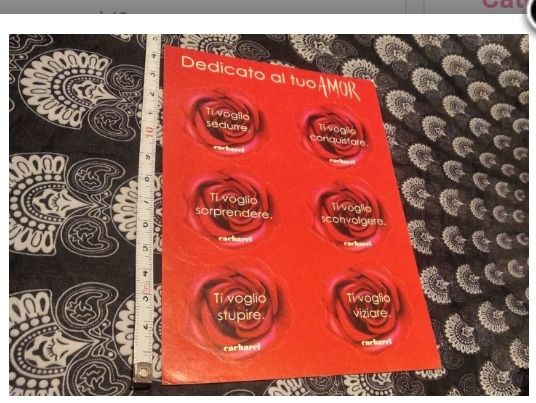 Dedicato al tuo AMOR
Ti voglio
sedurre.
cacharel
Ti voglio
conquistare.
cacharel
Ti voglio
sorprendere.
cacharel
Ti voglio
sconvolgere.
cacharel
Ti voglio
stupire.
cacharel
Ti voglio
viziare.
cacharel